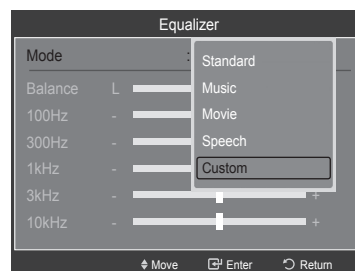 Equalizer
Mode :
Standard
Music
Movie
Speech
Custom
Balance L
100Hz -
300Hz -
1kHz -
3kHz - +
10kHz - +
Move Enter Return